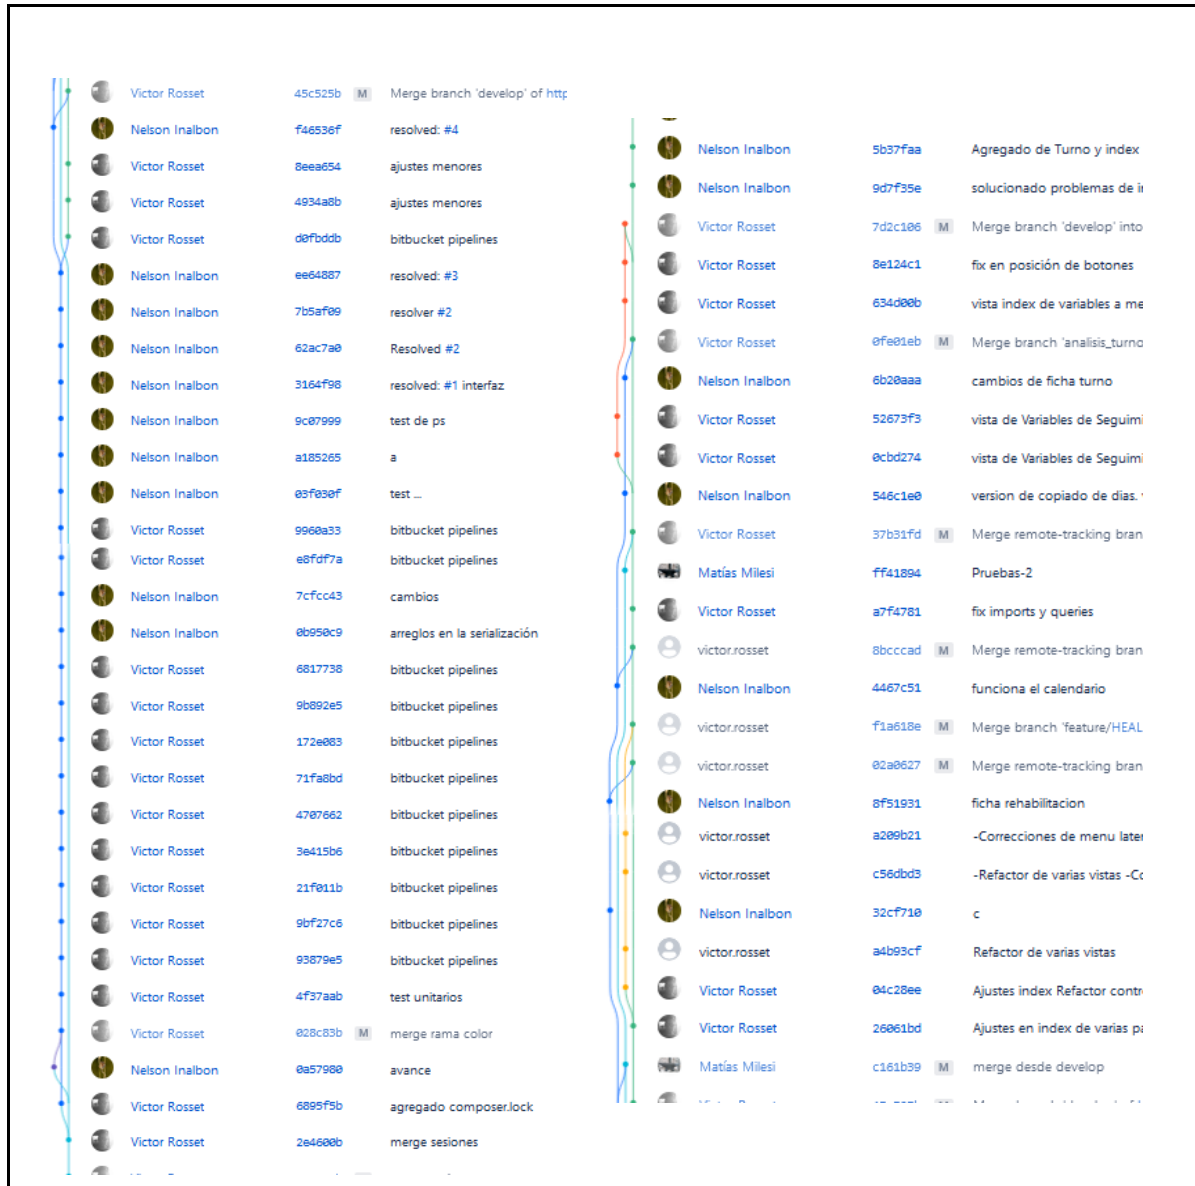 Victor Rosset 45c525b M Merge branch 'develop' of http
Nelson Inalbon f46536f resolved: #4
Victor Rosset 8eea654 ajustes menores
Victor Rosset 4934a8b ajustes menores
Victor Rosset d0fbddb bitbucket pipelines
Nelson Inalbon ee64887 resolved: #3
Nelson Inalbon 7b5af09 resolver #2
Nelson Inalbon 62ac7a0 Resolved #2
Nelson Inalbon 3164f98 resolved: #1 interfaz
Nelson Inalbon 9c07999 test de ps
Nelson Inalbon a185265 a
Nelson Inalbon 03f030f test ...
Victor Rosset 9960a33 bitbucket pipelines
Victor Rosset e8fdf7a bitbucket pipelines
Nelson Inalbon 7cfcc43 cambios
Nelson Inalbon 0b950c9 arreglos en la serialización
Victor Rosset 6817738 bitbucket pipelines
Victor Rosset 9b892e5 bitbucket pipelines
Victor Rosset 172e083 bitbucket pipelines
Victor Rosset 71fa8bd bitbucket pipelines
Victor Rosset 4707662 bitbucket pipelines
Victor Rosset 3e415b6 bitbucket pipelines
Victor Rosset 21f011b bitbucket pipelines
Victor Rosset 9bf27c6 bitbucket pipelines
Victor Rosset 93879e5 bitbucket pipelines
Victor Rosset 4f37aab test unitarios
Victor Rosset 028c83b M merge rama color
Nelson Inalbon 0a57980 avance
Victor Rosset 6895f5b agregado composer.lock
Victor Rosset 2e4600b merge sesiones
Nelson Inalbon 5b37faa Agregado de Turno y index
Nelson Inalbon 9d7f35e solucionado problemas de
Victor Rosset 7d2c106 M Merge branch 'develop' into
Victor Rosset 8e124c1 fix en posición de botones
Victor Rosset 634d00b vista index de variables a me
Victor Rosset 0fe01eb M Merge branch 'analisis_turno
Nelson Inalbon 6b20aaa cambios de ficha turno
Victor Rosset 52673f3 vista de Variables de Seguimi
Victor Rosset 0cbd274 vista de Variables de Seguimi
Nelson Inalbon 546c1e0 version de copiado de dias.
Victor Rosset 37b31fd M Merge remote-tracking bran
Matías Milesi ff41894 Pruebas-2
Victor Rosset a7f4781 fix imports y queries
victor.rosset 8bcccad M Merge remote-tracking bran
Nelson Inalbon 4467c51 funciona el calendario
victor.rosset f1a618e M Merge branch 'feature/HEAL
victor.rosset 02a0627 M Merge remote-tracking bran
Nelson Inalbon 8f51931 ficha rehabilitacion
victor.rosset a209b21 -Correcciones de menu later
victor.rosset c56dbd3 -Refactor de varias vistas -Co
Nelson Inalbon 32cf710 c
victor.rosset a4b93cf Refactor de varias vistas
Victor Rosset 04c28ee Ajustes index Refactor contr
Victor Rosset 26061bd Ajustes en index de varias pa
Matías Milesi c161b39 M merge desde develop